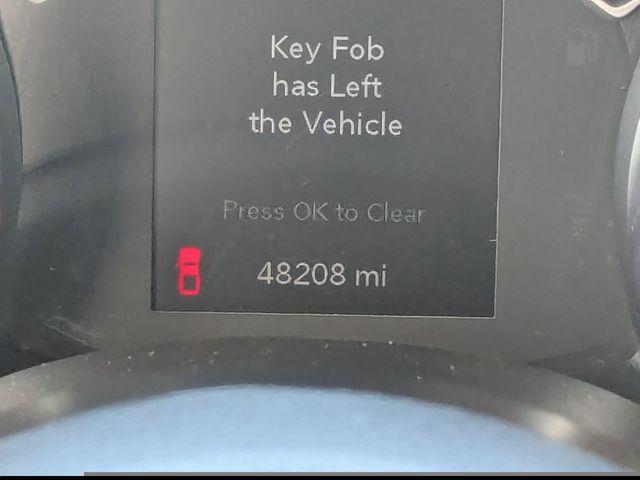 Key Fob
has Left
the Vehicle
Press OK to Clear
48208 mi